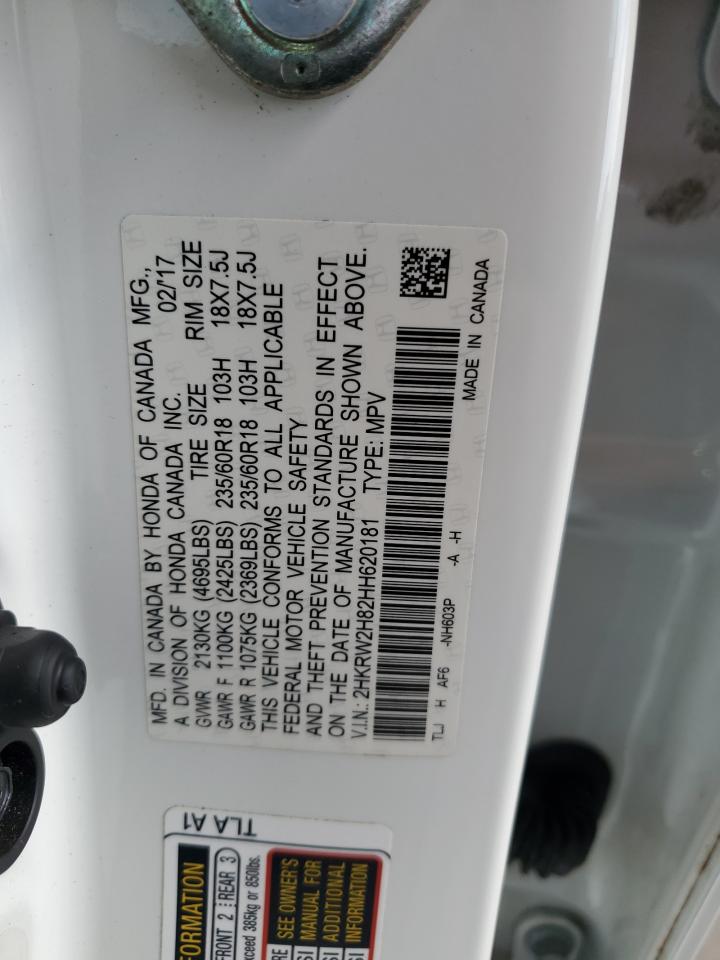 MFD. IN CANADA BY HONDA OF CANADA MFG.,
A DIVISION OF HONDA CANADA INC. 02/'17
GVWR 2130KG (4695LBS) TIRE SIZE RIM SIZE
GAWR F 1100KG (2425LBS) 235/60R18 103H 18X7.5J
GAWR R 1075KG (2369LBS) 235/60R18 103H 18X7.5J
THIS VEHICLE CONFORMS TO ALL APPLICABLE
FEDERAL MOTOR VEHICLE SAFETY
AND THEFT PREVENTION STANDARDS IN EFFECT
ON THE DATE OF MANUFACTURE SHOWN ABOVE.
V.I.N.: 2HKRW2H82HH620181 TYPE: MPV
TLJ H AF6 -NH603P -A -H
MADE IN CANADA
TLA A1
FRONT 2 REAR 3
385kg or 850lbs.
SEE OWNER'S
MANUAL FOR
ADDITIONAL
INFORMATION